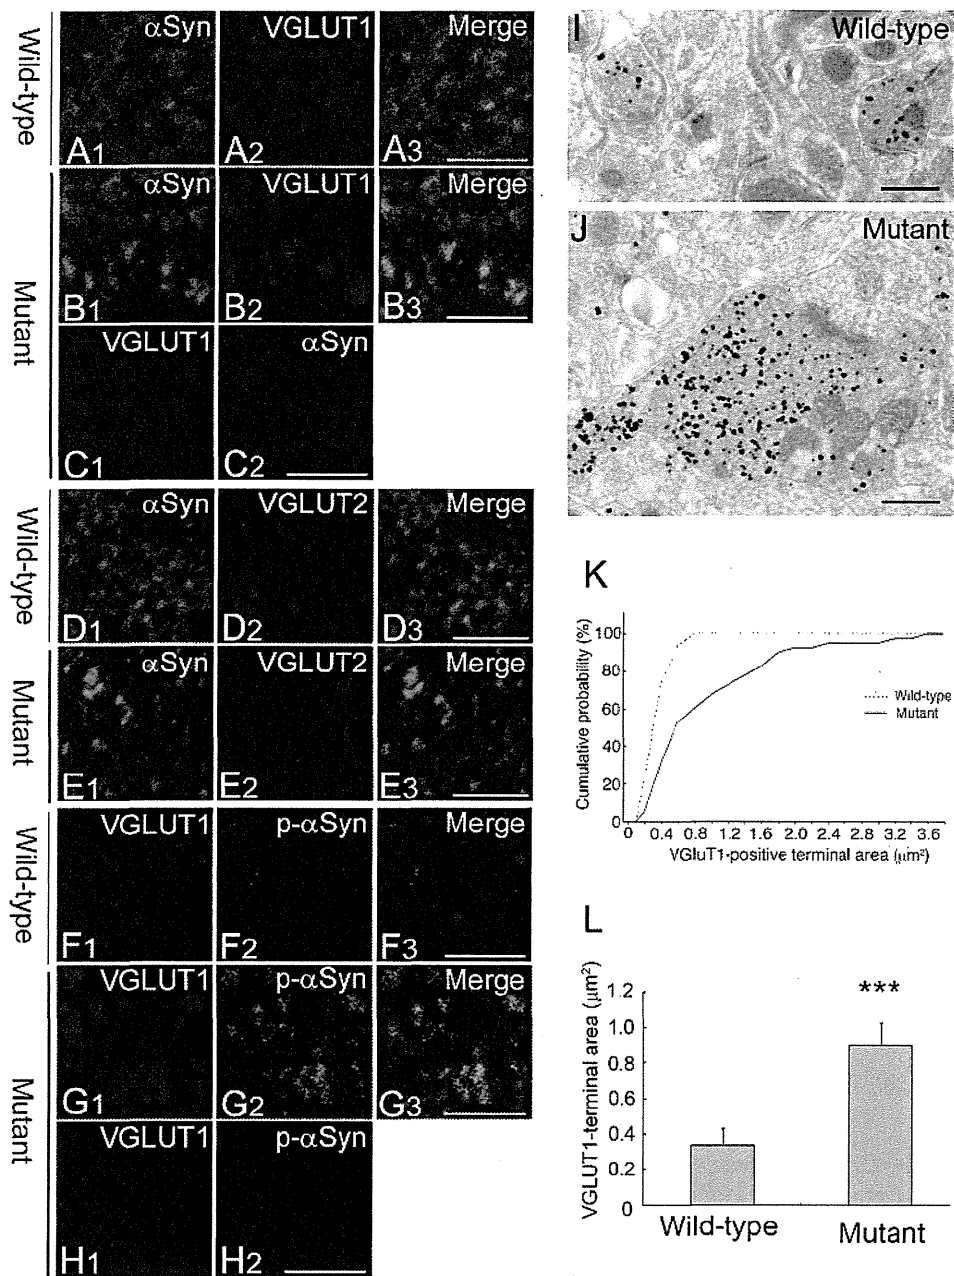 Wild-type
αSyn
VGLUT1
Merge
A1
A2
A3
Mutant
αSyn
VGLUT1
Merge
B1
B2
B3
VGLUT1
αSyn
C1
C2
Wild-type
αSyn
VGLUT2
Merge
D1
D2
D3
Mutant
αSyn
VGLUT2
Merge
E1
E2
E3
Wild-type
VGLUT1
p-αSyn
Merge
F1
F2
F3
Mutant
VGLUT1
p-αSyn
Merge
G1
G2
G3
VGLUT1
p-αSyn
H1
H2
I
Wild-type
J
Mutant
K
Cumulative probability (%)
100
80
60
40
20
0
Wild-type
Mutant
0 0.4 0.8 1.2 1.6 2.0 2.4 2.8 3.2 3.6
VGluT1-positive terminal area (μm²)
L
VGLUT1-terminal area (μm²)
1.2
1.0
0.8
0.6
0.4
0.2
0
***
Wild-type
Mutant